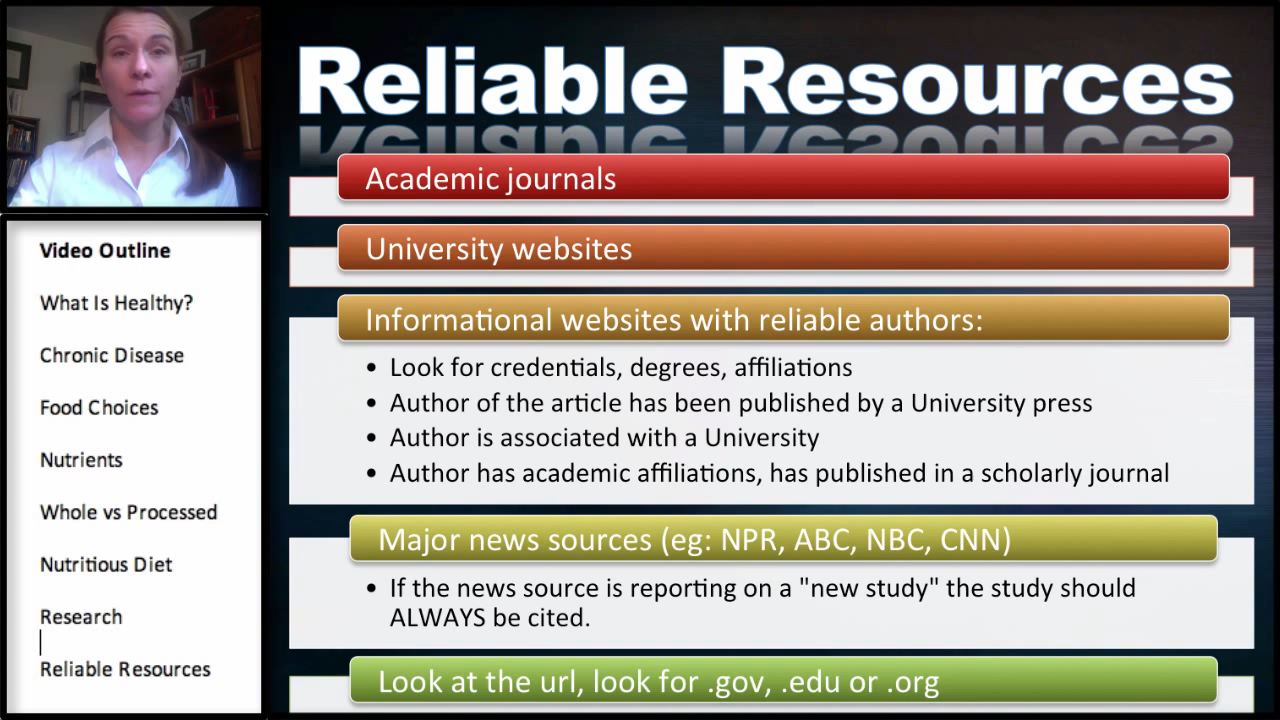 Reliable Resources
Academic journals
University websites
Informational websites with reliable authors:
• Look for credentials, degrees, affiliations
• Author of the article has been published by a University press
• Author is associated with a University
• Author has academic affiliations, has published in a scholarly journal
Major news sources (eg: NPR, ABC, NBC, CNN)
• If the news source is reporting on a "new study" the study should
ALWAYS be cited.
Look at the url, look for .gov, .edu or .org
Video Outline
What Is Healthy?
Chronic Disease
Food Choices
Nutrients
Whole vs Processed
Nutritious Diet
Research
Reliable Resources